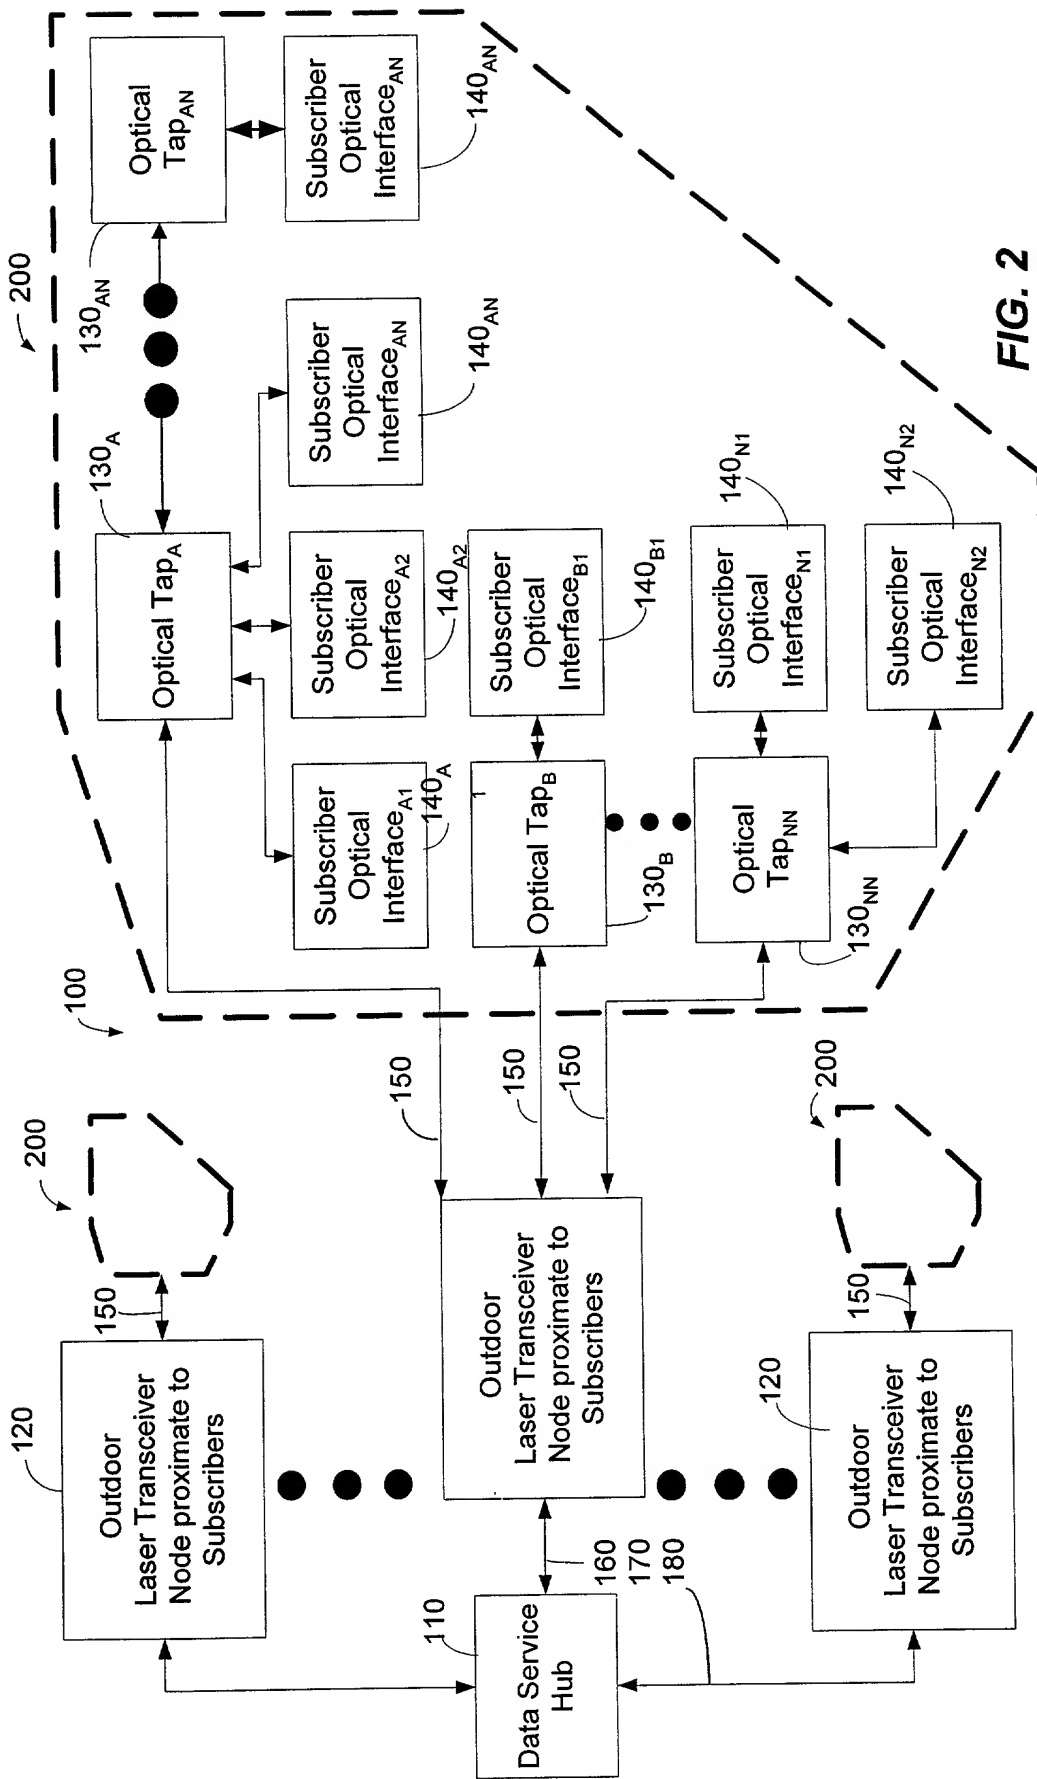 200
100
Optical
Tap_AN
130_AN
Subscriber
Optical
Interface_AN
140_AN
130_A
Optical Tap_A
Subscriber
Optical
Interface_AN
140_AN
Subscriber
Optical
Interface_A2
140_A2
Subscriber
Optical
Interface_A1
140_A
Subscriber
Optical
Interface_B1
140_B1
1
Optical Tap_B
130_B
Subscriber
Optical
Interface_N1
140_N1
Optical
Tap_NN
130_NN
Subscriber
Optical
Interface_N2
140_N2
150
150
150
200
150
120
Outdoor
Laser Transceiver
Node proximate to
Subscribers
Outdoor
Laser Transceiver
Node proximate to
Subscribers
200
150
120
Outdoor
Laser Transceiver
Node proximate to
Subscribers
110
Data Service
Hub
160
170
180
FIG. 2